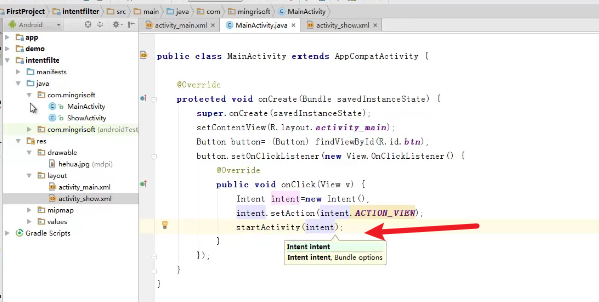 FirstProject intentfilter src main java com mingrisoft MainActivity
Android
activity_main.xml × MainActivity.java × activity_show.xml ×
app
demo
intentfilte
manifests
java
com.mingrisoft
MainActivity
ShowActivity
com.mingrisoft (androidTest
res
drawable
hehua.jpg (mdpi)
layout
activity_main.xml
activity_show.xml
mipmap
values
Gradle Scripts
public class MainActivity extends AppCompatActivity {
@Override
protected void onCreate(Bundle savedInstanceState) {
super.onCreate(savedInstanceState);
setContentView(R.layout.activity_main);
Button button= (Button) findViewById(R.id.btn);
button.setOnClickListener(new View.OnClickListener() {
@Override
public void onClick(View v) {
Intent intent=new Intent();
intent.setAction(intent.ACTION_VIEW);
startActivity(intent);
}
Intent intent
Intent intent, Bundle options
});
}
}